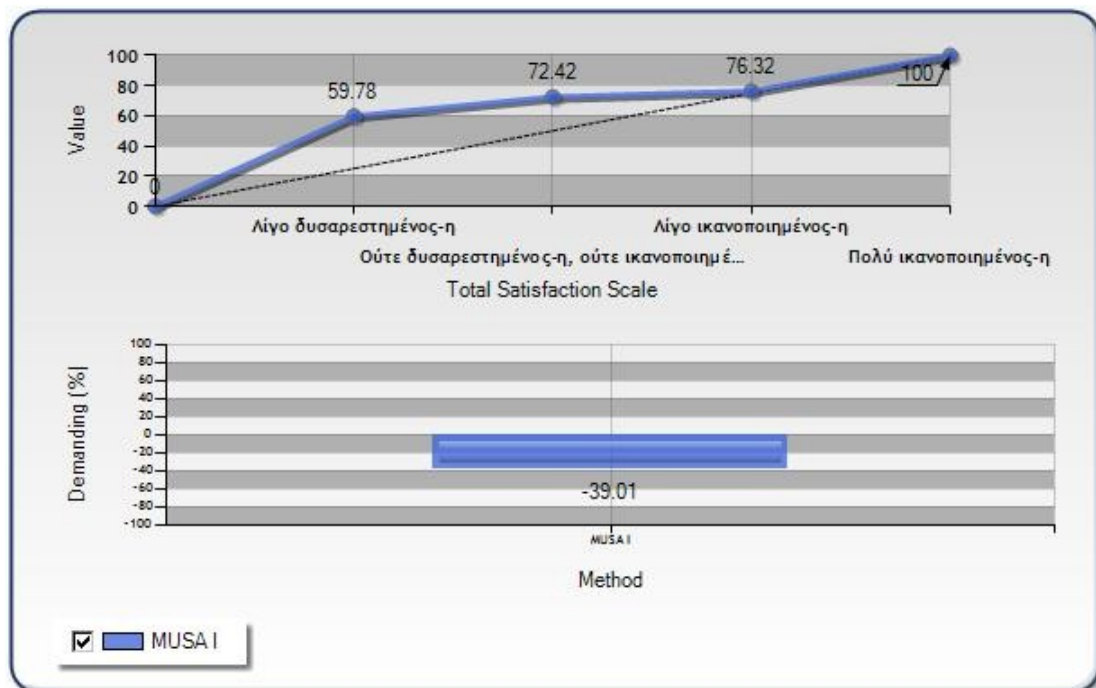 100
80
60
40
20
0
Value
0
59.78
72.42
76.32
100
Λίγο δυσαρεστημένος-η
Λίγο ικανοποιημένος-η
Ούτε δυσαρεστημένος-η, ούτε ικανοποιημέ...
Πολύ ικανοποιημένος-η
Total Satisfaction Scale
100
80
60
40
20
0
-20
-40
-60
-80
-100
Demanding (%|
-39.01
MUSA I
Method
MUSA I